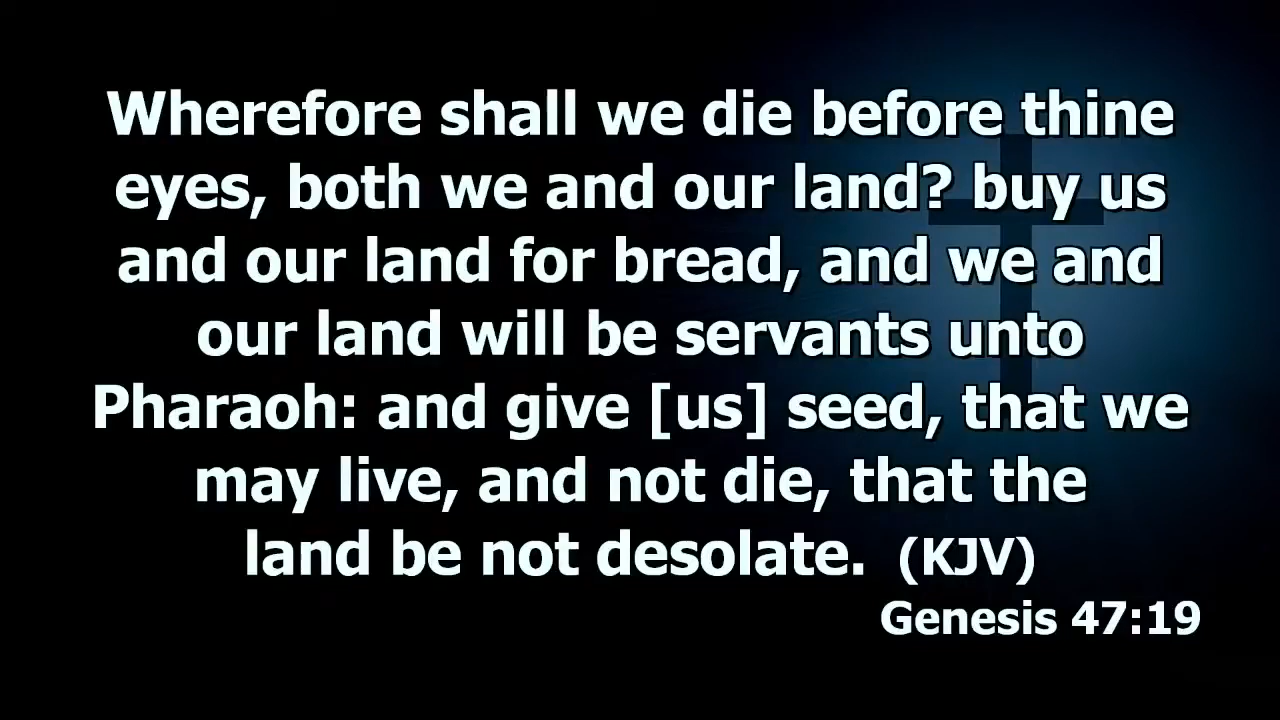 Wherefore shall we die before thine
eyes, both we and our land? buy us
and our land for bread, and we and
our land will be servants unto
Pharaoh: and give [us] seed, that we
may live, and not die, that the
land be not desolate. (KJV)
Genesis 47:19